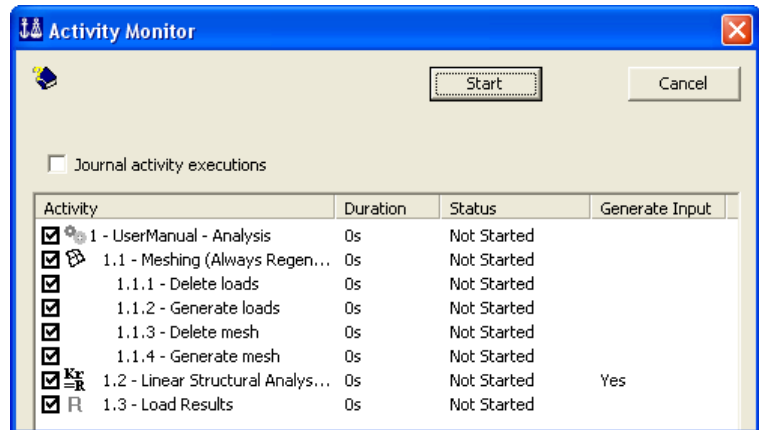 Activity Monitor
Start Cancel
Journal activity executions
Activity Duration Status Generate Input
1 - UserManual - Analysis 0s Not Started
1.1 - Meshing (Always Regen... 0s Not Started
1.1.1 - Delete loads 0s Not Started
1.1.2 - Generate loads 0s Not Started
1.1.3 - Delete mesh 0s Not Started
1.1.4 - Generate mesh 0s Not Started
Kr =R 1.2 - Linear Structural Analys... 0s Not Started Yes
R 1.3 - Load Results 0s Not Started